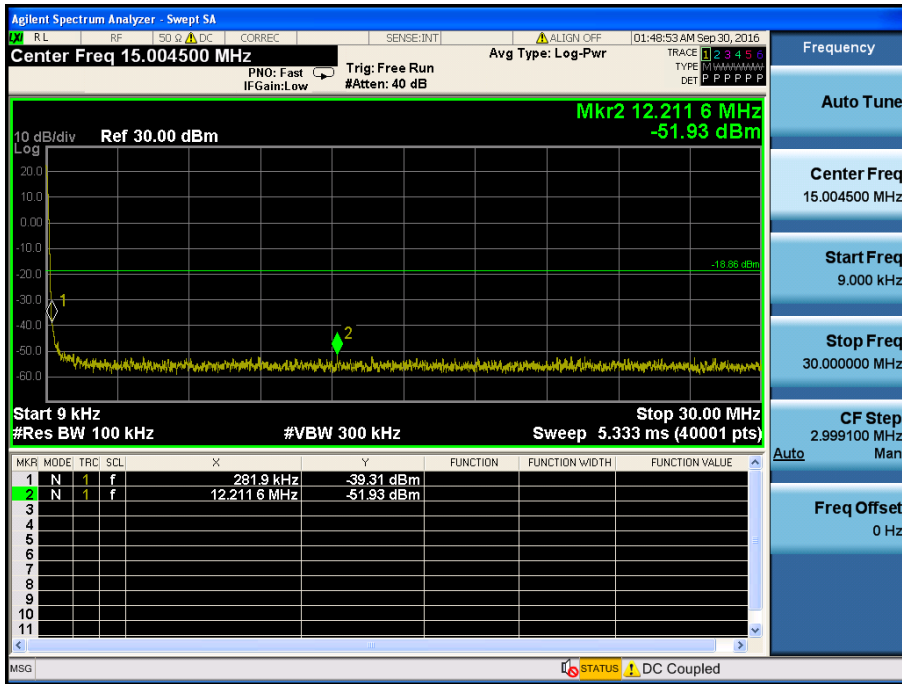 Agilent Spectrum Analyzer - Swept SA
LXI RL RF 50 Ω DC CORREC SENSE:INT ALIGN OFF 01:48:53 AM Sep 30, 2016
Center Freq 15.004500 MHz
PNO: Fast
IFGain:Low
Trig: Free Run
#Atten: 40 dB
Avg Type: Log-Pwr
TRACE 1 2 3 4 5 6
TYPE M WWWWW
DET P P P P P P
Frequency
Auto Tune
Center Freq
15.004500 MHz
Start Freq
9.000 kHz
Stop Freq
30.000000 MHz
CF Step
2.999100 MHz
Auto Man
Freq Offset
0 Hz
Mkr2 12.211 6 MHz
-51.93 dBm
10 dB/div Ref 30.00 dBm
Log
20.0
10.0
0.00
-10.0
-20.0
-30.0
-40.0
-50.0
-60.0
-18.86 dBm
1
2
Start 9 kHz Stop 30.00 MHz
#Res BW 100 kHz #VBW 300 kHz Sweep 5.333 ms (40001 pts)
MKR MODE TRC SCL X Y FUNCTION FUNCTION WIDTH FUNCTION VALUE
1 N 1 f 281.9 kHz -39.31 dBm
2 N 1 f 12.211 6 MHz -51.93 dBm
3
4
5
6
7
8
9
10
11
MSG STATUS DC Coupled